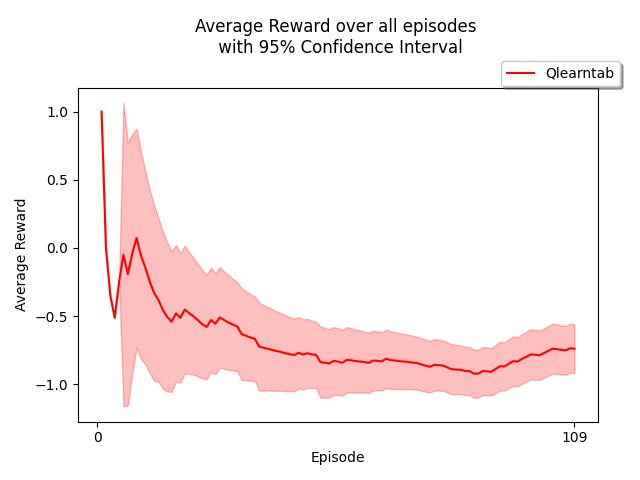 Average Reward over all episodes
with 95% Confidence Interval
Qlearntab
1.0
0.5
0.0
−0.5
−1.0
Average Reward
0
109
Episode